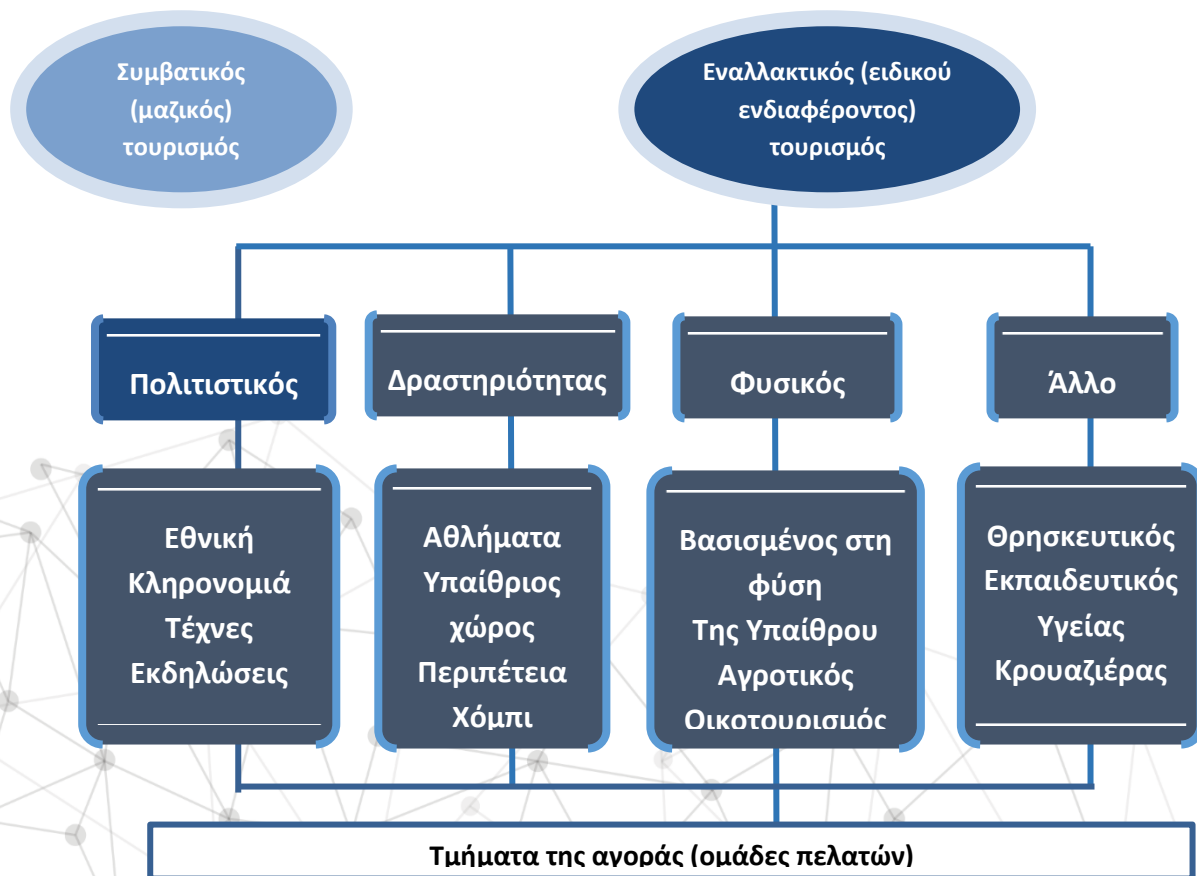 Συμβατικός
(μαζικός)
τουρισμός
Εναλλακτικός (ειδικού
ενδιαφέροντος)
τουρισμός
Πολιτιστικός
Δραστηριότητας
Φυσικός
Άλλο
Εθνική
Κληρονομιά
Τέχνες
Εκδηλώσεις
Αθλήματα
Υπαίθριος
χώρος
Περιπέτεια
Χόμπι
Βασισμένος στη
φύση
Της Υπαίθρου
Αγροτικός
Οικοτουρισμός
Θρησκευτικός
Εκπαιδευτικός
Υγείας
Κρουαζιέρας
Τμήματα της αγοράς (ομάδες πελατών)